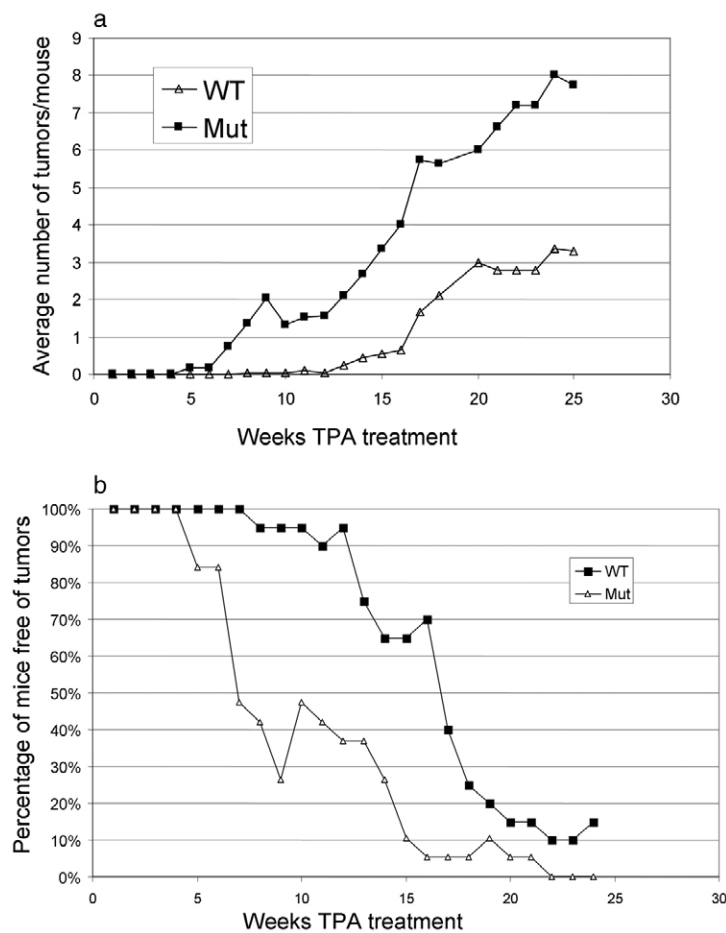 a
9
8
7
6
5
4
3
2
1
0
WT
Mut
Average number of tumors/mouse
0 5 10 15 20 25 30
Weeks TPA treatment
b
100%
90%
80%
70%
60%
50%
40%
30%
20%
10%
0%
WT
Mut
Percentage of mice free of tumors
0 5 10 15 20 25 30
Weeks TPA treatment